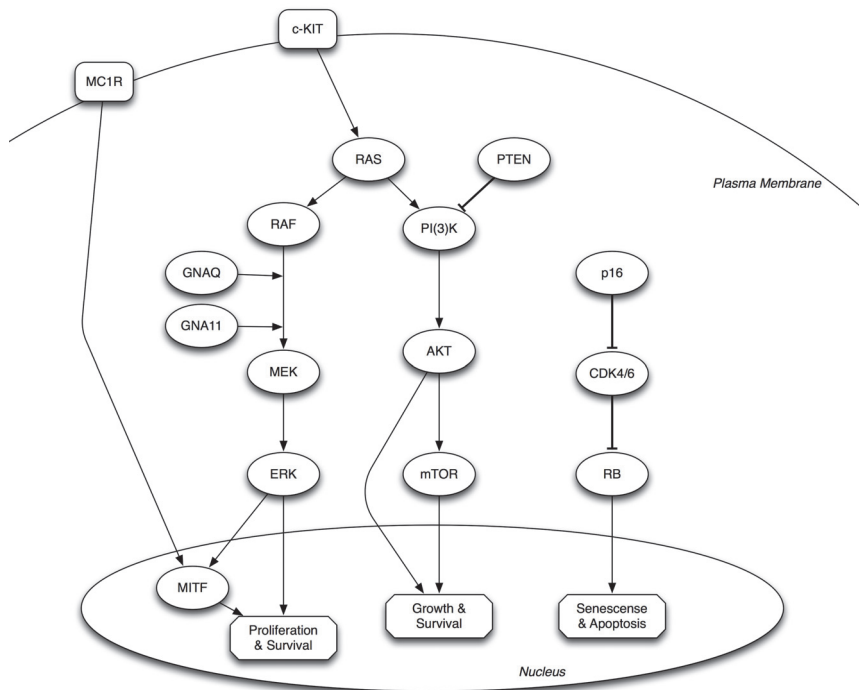 c-KIT
MC1R
RAS
PTEN
Plasma Membrane
RAF
PI(3)K
GNAQ
p16
GNA11
AKT
MEK
CDK4/6
ERK
mTOR
RB
MITF
Growth &
Survival
Senescense
& Apoptosis
Proliferation
& Survival
Nucleus